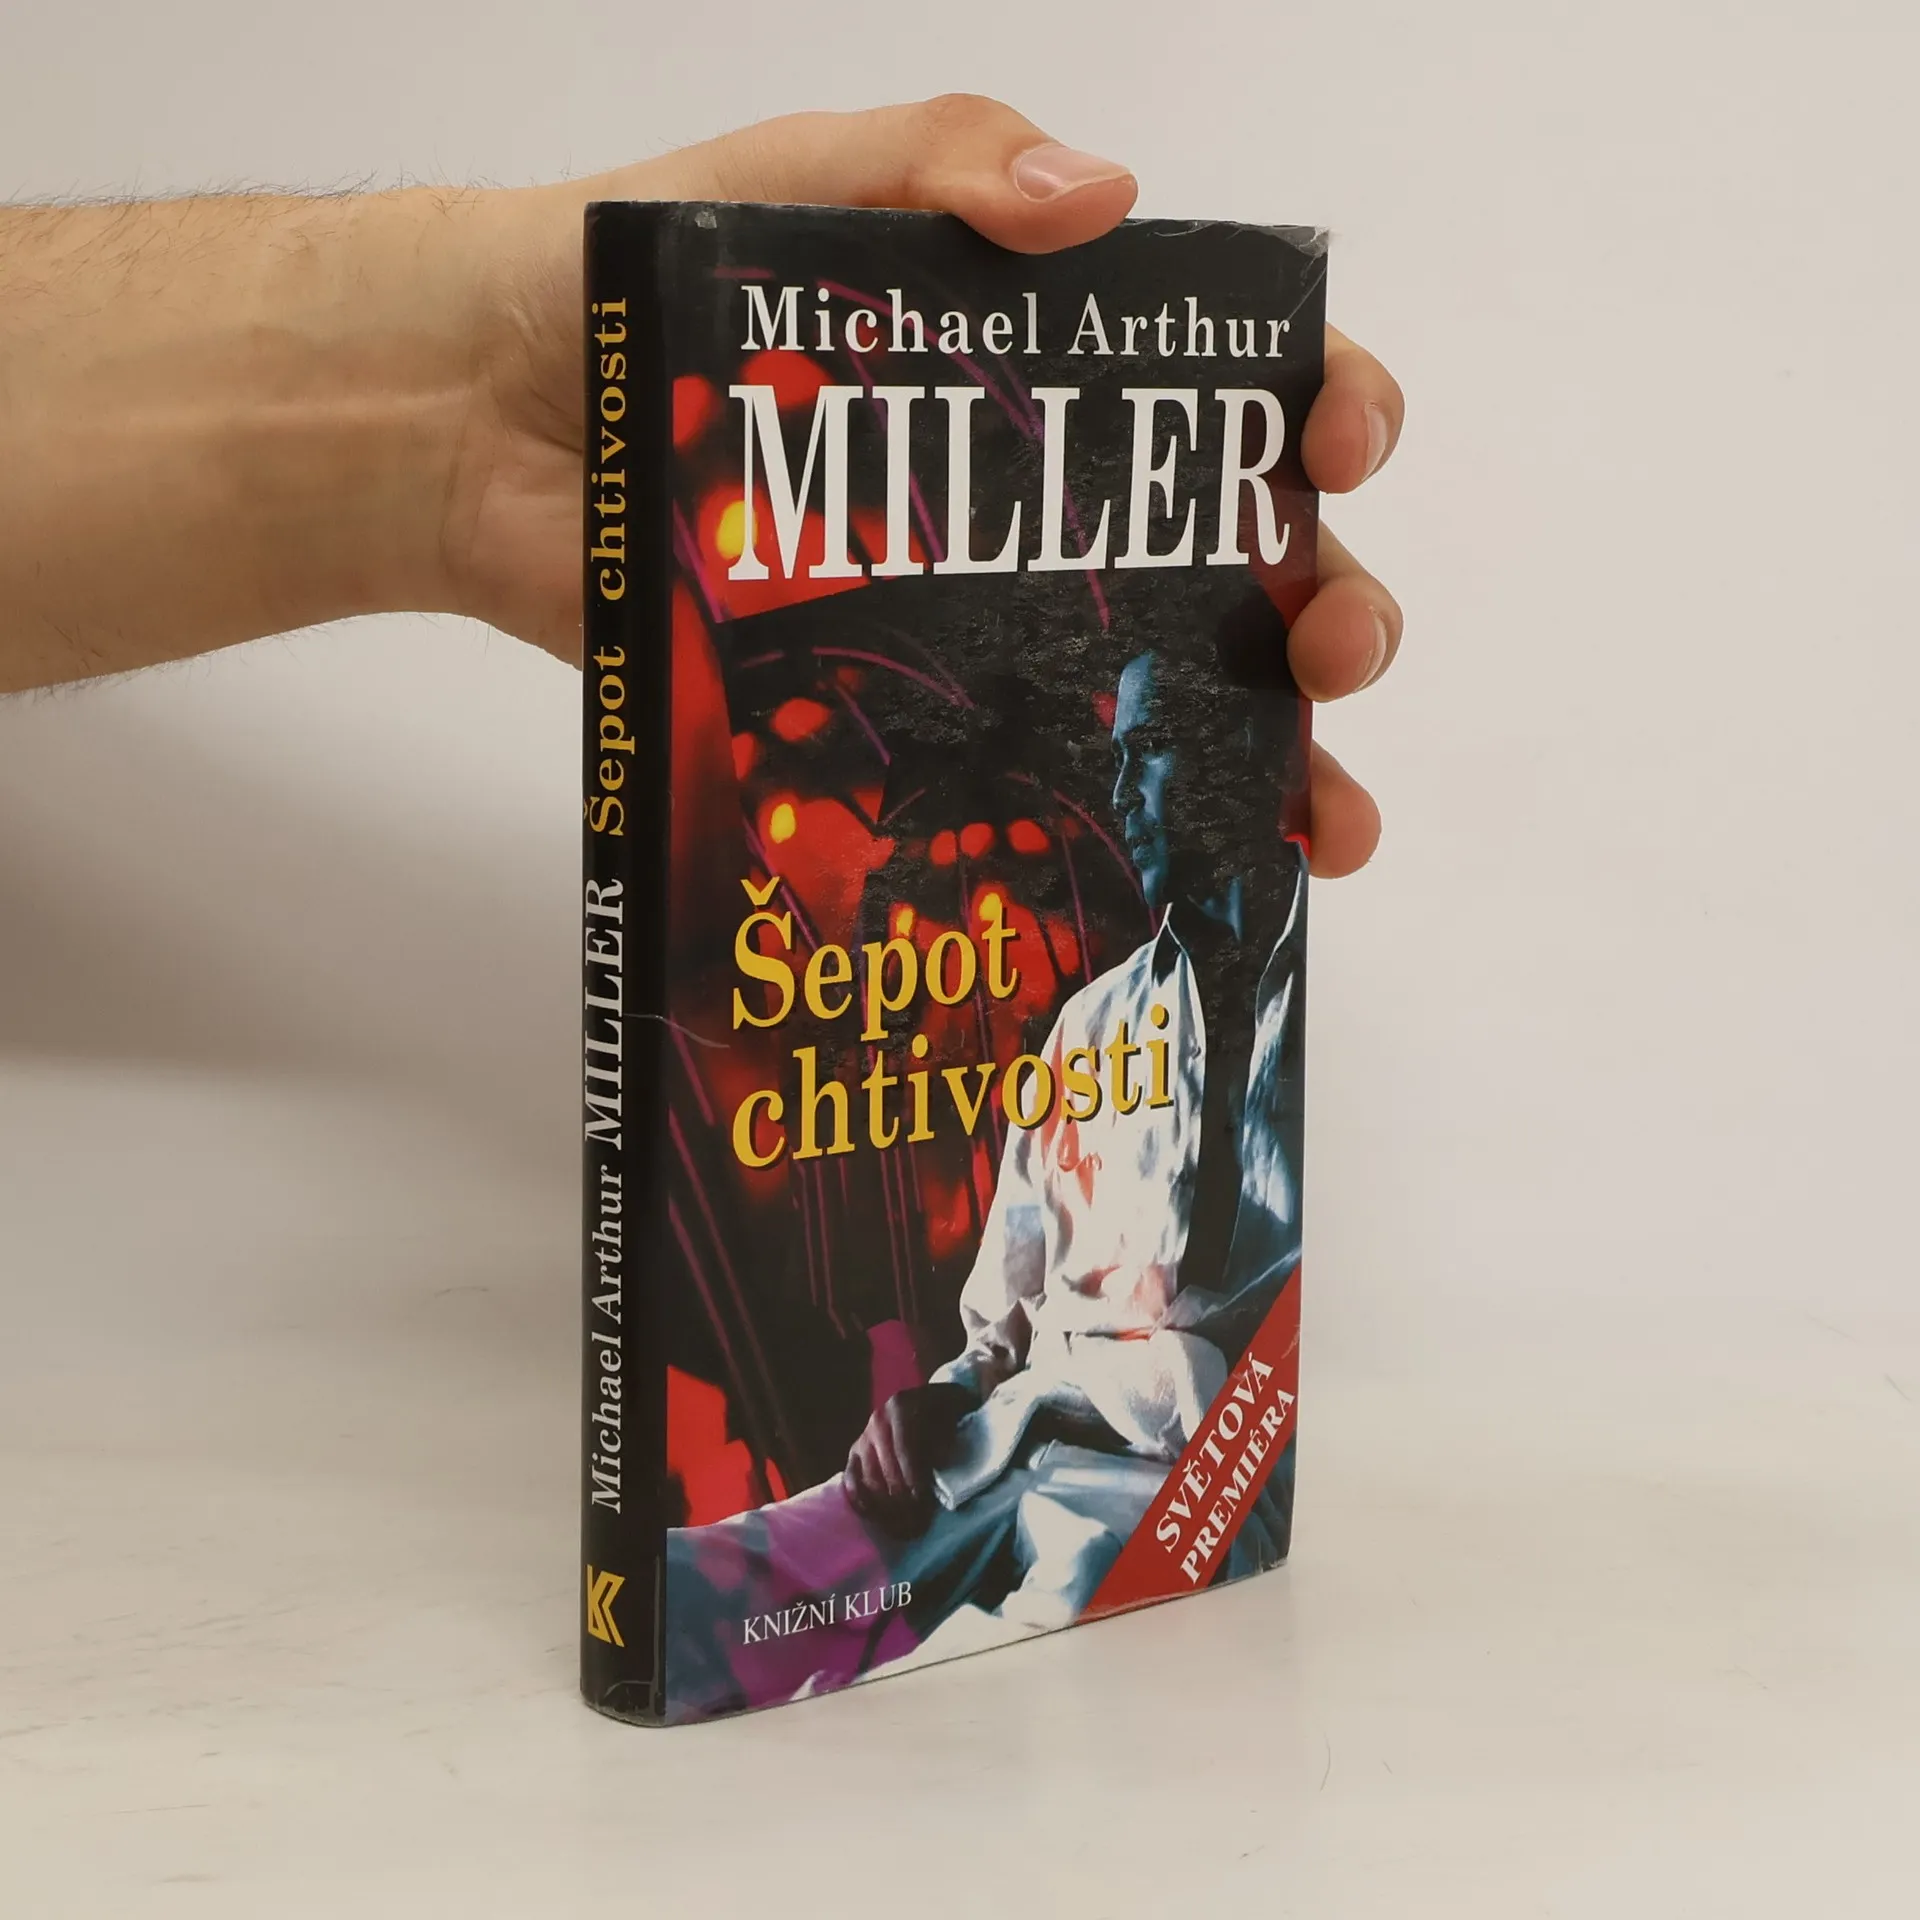 Michael Arthur
MILLER
Šepot
chtivosti
SVĚTOVÁ
PREMIÉRA
KNIŽNÍ KLUB
Michael Arthur MILLER Šepot chtivosti